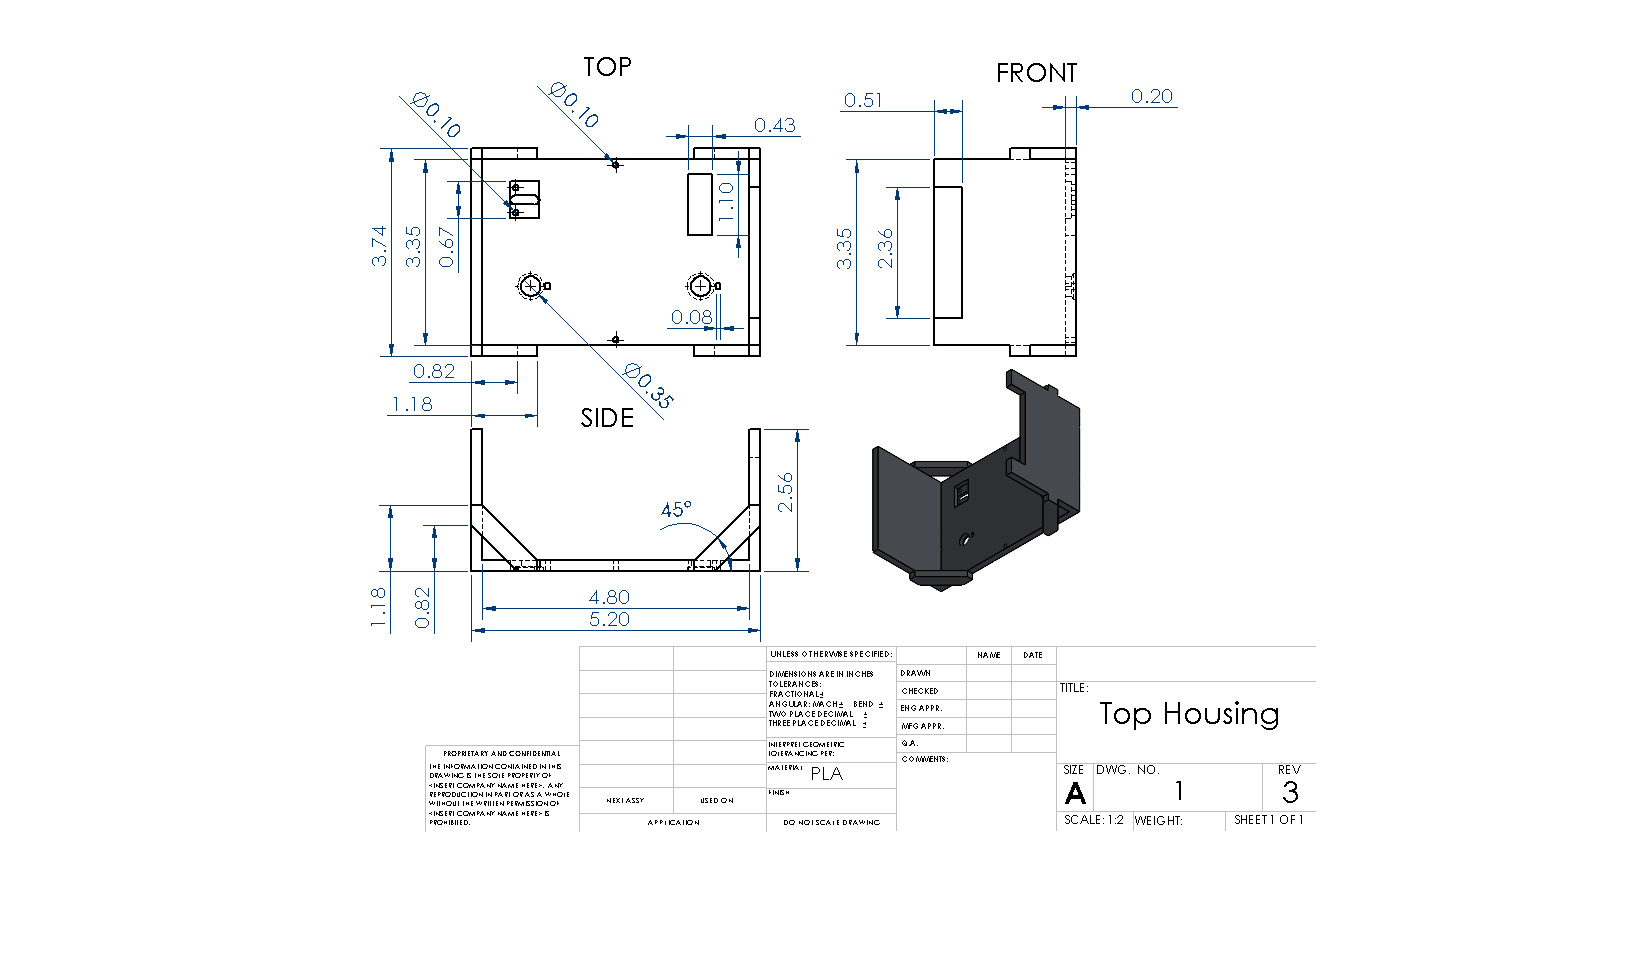 TOP
FRONT
Ø0.10
Ø0.10
0.43
0.51
0.20
3.74
3.35
0.67
1.10
3.35
2.36
0.08
0.82
1.18
Ø0.35
SIDE
45°
2.56
1.18
0.82
4.80
5.20
UNLESS OTHERWISE SPECIFIED:
NAME
DATE
DIMENSIONS ARE IN INCHES
TOLERANCES:
FRACTIONAL±
ANGULAR: MACH± BEND ±
TWO PLACE DECIMAL ±
THREE PLACE DECIMAL ±
DRAWN
CHECKED
ENG APPR.
MFG APPR.
Q.A.
COMMENTS:
INTERPRET GEOMETRIC
TOLERANCING PER:
MATERIAL
PLA
FINISH
DO NOT SCALE DRAWING
NEXT ASSY
USED ON
APPLICATION
PROPRIETARY AND CONFIDENTIAL
THE INFORMATION CONTAINED IN THIS
DRAWING IS THE SOLE PROPERTY OF
<INSERT COMPANY NAME HERE>. ANY
REPRODUCTION IN PART OR AS A WHOLE
WITHOUT THE WRITTEN PERMISSION OF
<INSERT COMPANY NAME HERE> IS
PROHIBITED.
TITLE:
Top Housing
SIZE
DWG. NO.
REV
A
1
3
SCALE: 1:2
WEIGHT:
SHEET 1 OF 1